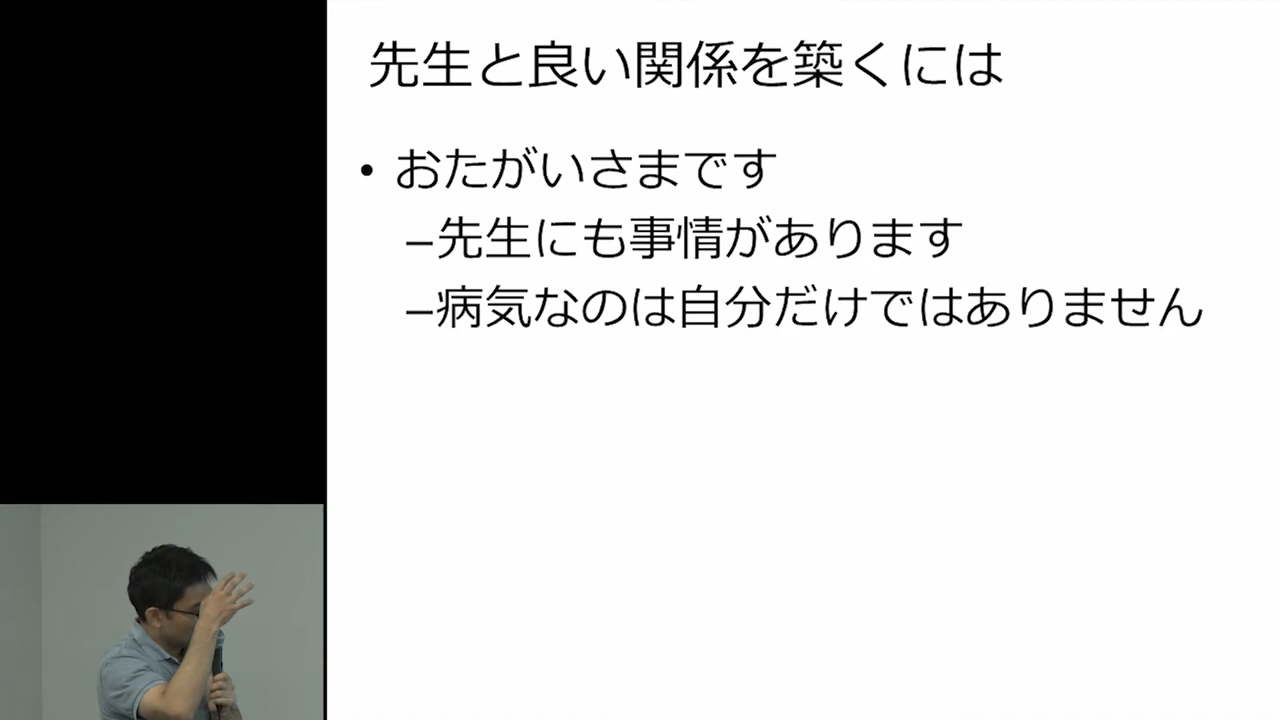 先生と良い関係を築くには
• おたがいさまです
–先生にも事情があります
–病気なのは自分だけではありません